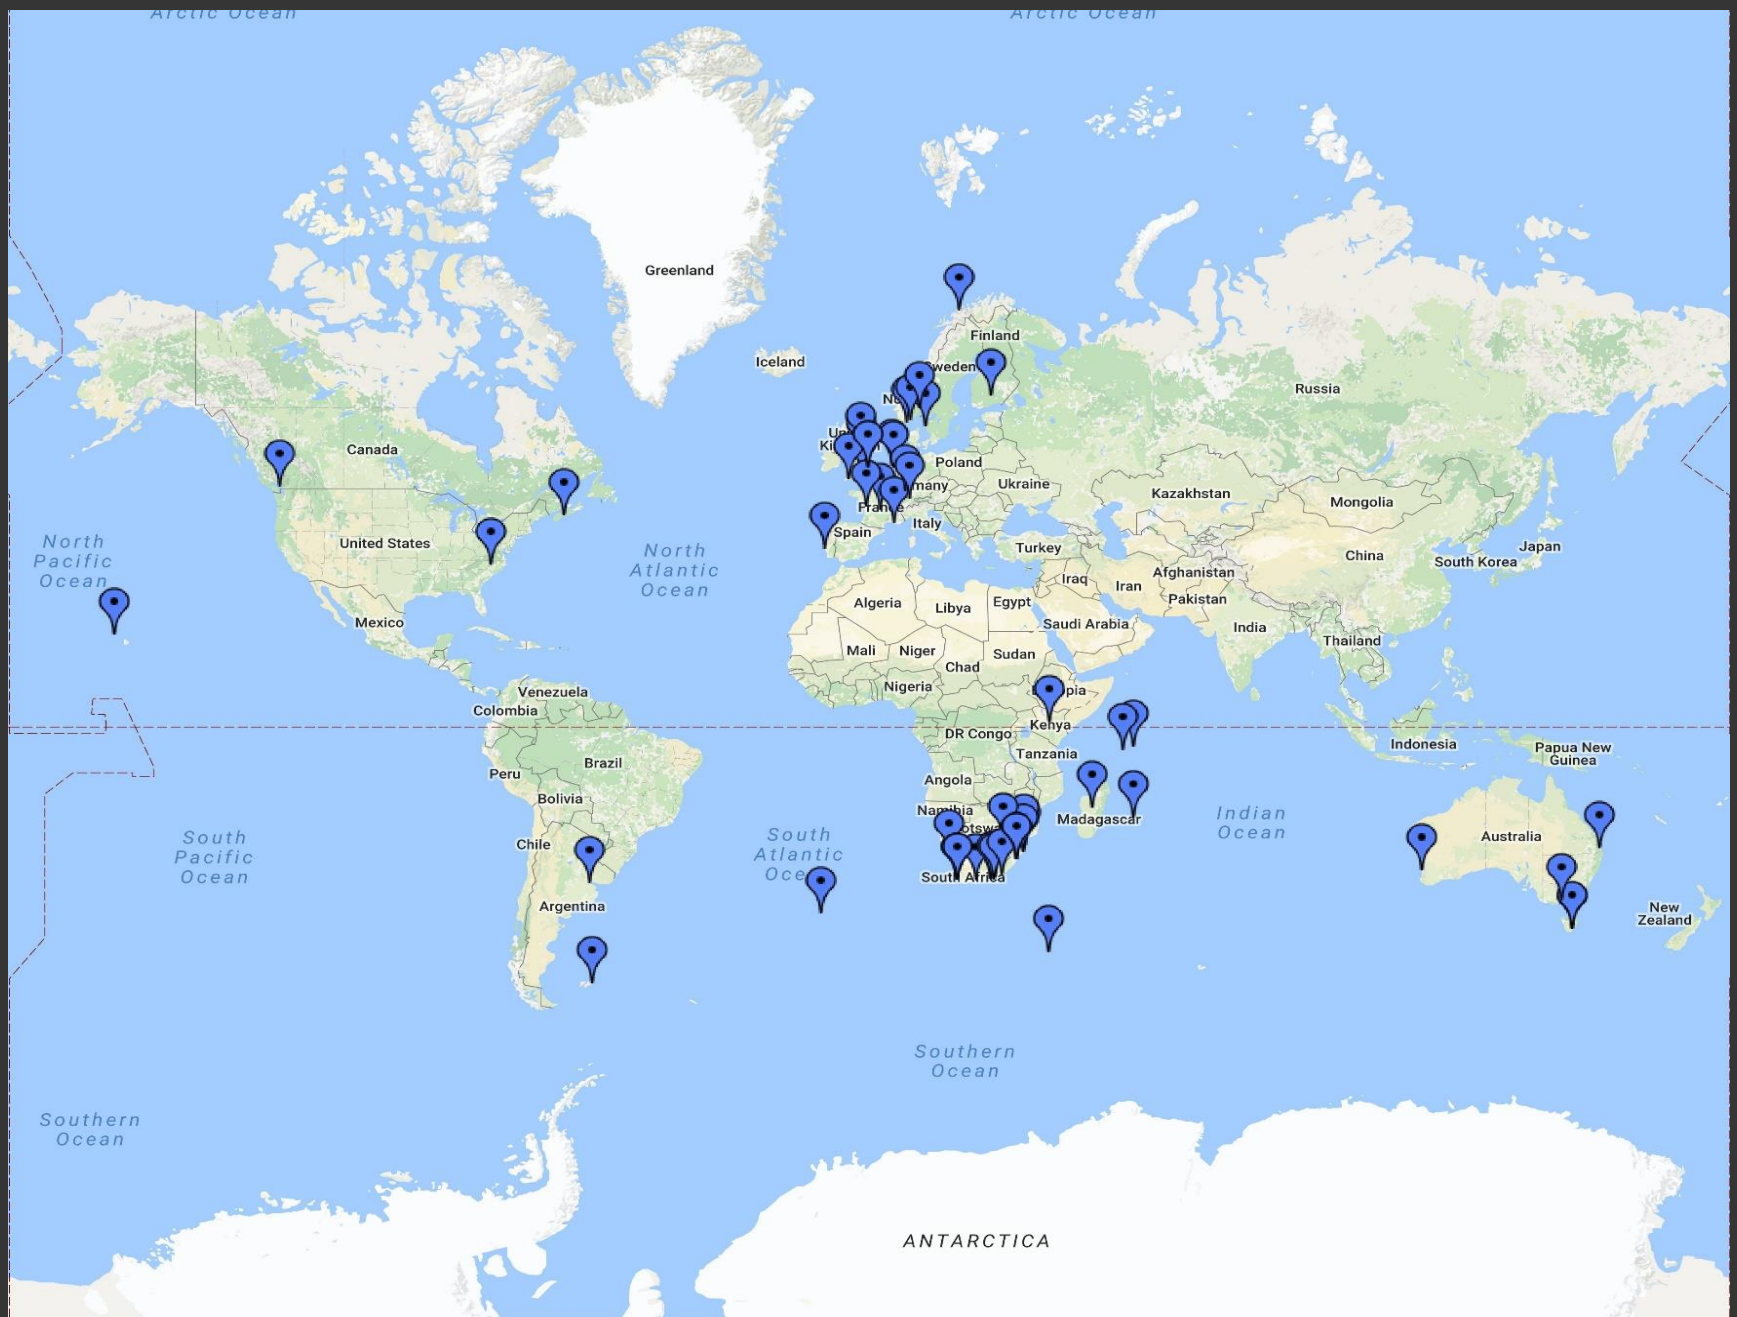 Arctic Ocean
Arctic Ocean
Greenland
Finland
Iceland
Sweden
Russia
Canada
Poland
Ukraine
Kazakhstan
Mongolia
France
Italy
Spain
North
Pacific
Ocean
United States
North
Atlantic
Ocean
Turkey
China
Japan
South Korea
Afghanistan
Iraq
Iran
Pakistan
Algeria
Libya
Egypt
Saudi Arabia
India
Mexico
Thailand
Mali
Niger
Chad
Sudan
Nigeria
Venezuela
Colombia
Kenya
DR Congo
Tanzania
Indonesia
Papua New
Guinea
Brazil
Peru
Angola
Bolivia
Namibia
Madagascar
Indian
Ocean
South
Pacific
Ocean
South
Atlantic
Chile
Australia
South Africa
Argentina
New
Zealand
Southern
Ocean
Southern
Ocean
ANTARCTICA